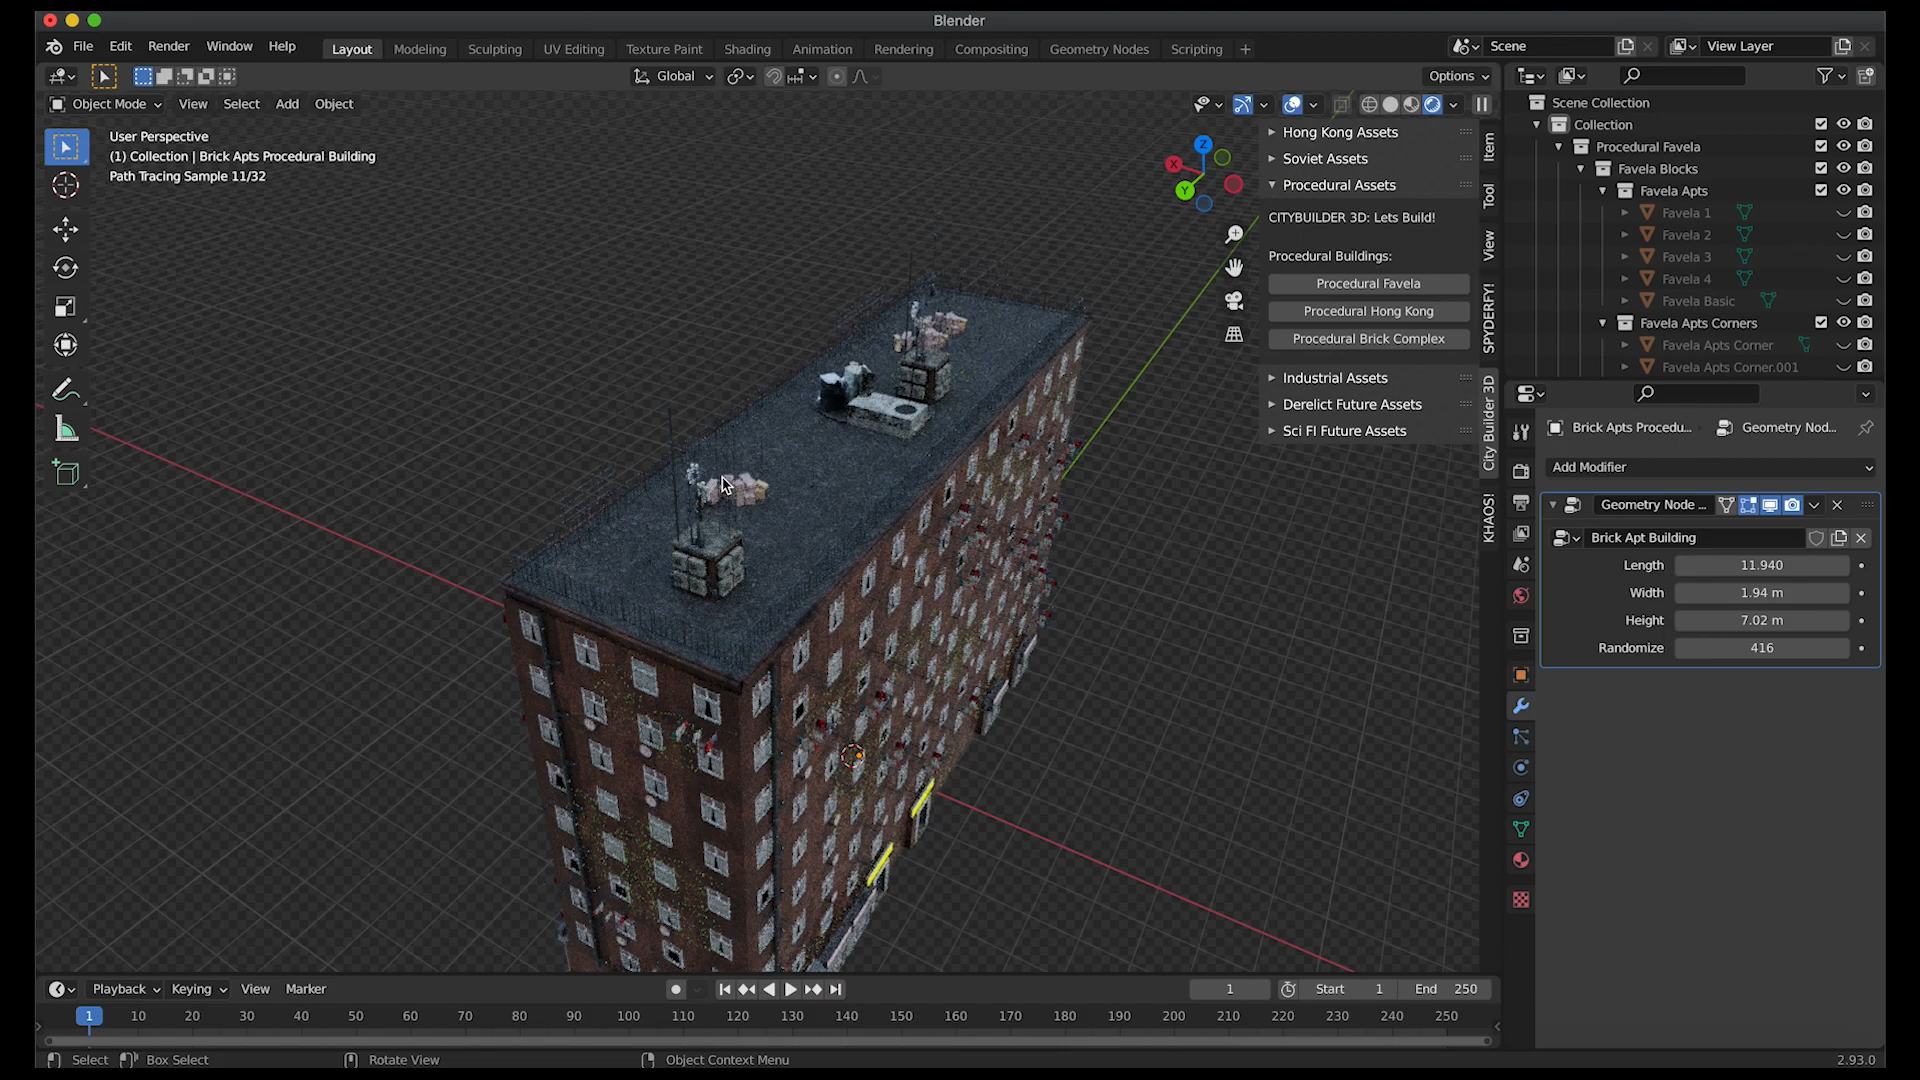 Blender
File Edit Render Window Help Layout Modeling Sculpting UV Editing Texture Paint Shading Animation Rendering Compositing Geometry Nodes Scripting + Scene View Layer
Global Options
Object Mode View Select Add Object
User Perspective
(1) Collection | Brick Apts Procedural Building
Path Tracing Sample 11/32
Z
X
Y
Hong Kong Assets
Soviet Assets
Procedural Assets
CITYBUILDER 3D: Lets Build!
Procedural Buildings:
Procedural Favela
Procedural Hong Kong
Procedural Brick Complex
Industrial Assets
Derelict Future Assets
Sci FI Future Assets
Item
Tool
View
SPYDERFY!
City Builder 3D
KHAOS!
Scene Collection
Collection
Procedural Favela
Favela Blocks
Favela Apts
Favela 1
Favela 2
Favela 3
Favela 4
Favela Basic
Favela Apts Corners
Favela Apts Corner
Favela Apts Corner.001
Brick Apts Procedu... Geometry Nod...
Add Modifier
Geometry Node ...
Brick Apt Building
Length 11.940
Width 1.94 m
Height 7.02 m
Randomize 416
Playback Keying View Marker 1 Start 1 End 250
1 10 20 30 40 50 60 70 80 90 100 110 120 130 140 150 160 170 180 190 200 210 220 230 240 250
Select Box Select Rotate View Object Context Menu 2.93.0